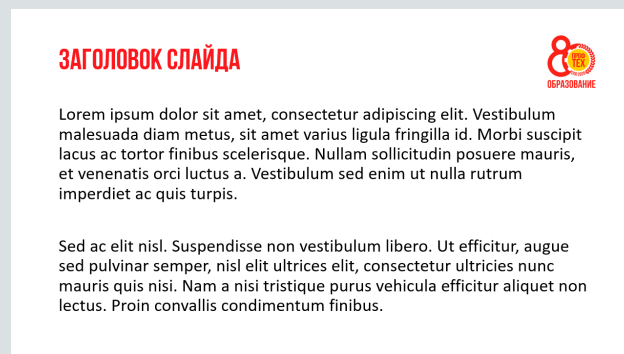 ЗАГОЛОВОК СЛАЙДА
80
ПРОФ
ТЕХ
ОБРАЗОВАНИЕ
Lorem ipsum dolor sit amet, consectetur adipiscing elit. Vestibulum
malesuada diam metus, sit amet varius ligula fringilla id. Morbi suscipit
lacus ac tortor finibus scelerisque. Nullam sollicitudin posuere mauris,
et venenatis orci luctus a. Vestibulum sed enim ut nulla rutrum
imperdiet ac quis turpis.
Sed ac elit nisl. Suspendisse non vestibulum libero. Ut efficitur, augue
sed pulvinar semper, nisl elit ultrices elit, consectetur ultricies nunc
mauris quis nisi. Nam a nisi tristique purus vehicula efficitur aliquet non
lectus. Proin convallis condimentum finibus.